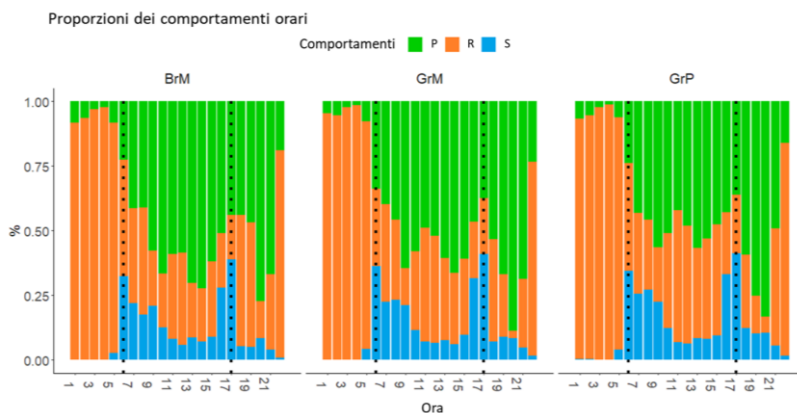 Proporzioni dei comportamenti orari
Comportamenti P R S
BrM GrM GrP
%
1.00
0.75
0.50
0.25
0.00
1 3 5 7 9 11 13 15 17 19 21 1 3 5 7 9 11 13 15 17 19 21 1 3 5 7 9 11 13 15 17 19 21
Ora